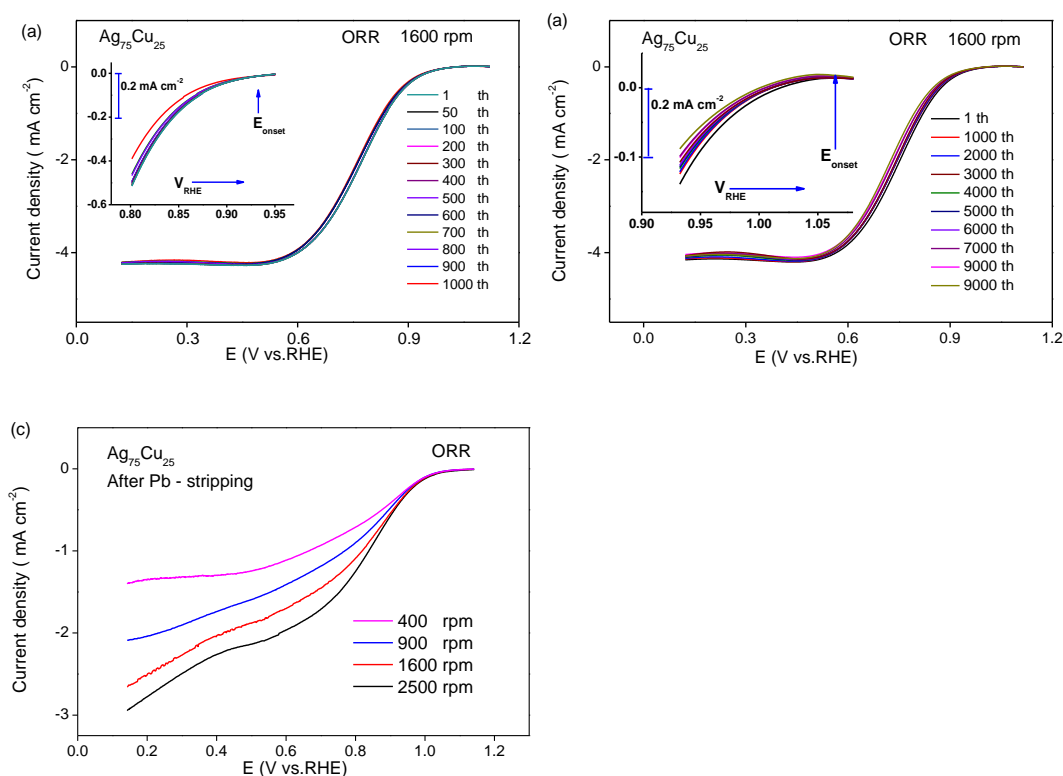 (a)
Ag75Cu25
ORR 1600 rpm
0.0
-0.2
-0.4
-0.6
0.2 mA cm-2
Eonset
VRHE
0.80 0.85 0.90 0.95
1 th
50 th
100 th
200 th
300 th
400 th
500 th
600 th
700 th
800 th
900 th
1000 th
0
-2
-4
Current density ( mA cm-2)
0.0 0.3 0.6 0.9 1.2
E (V vs.RHE)
(a)
Ag75Cu25
ORR 1600 rpm
0.0
-0.1
0.2 mA cm-2
Eonset
VRHE
0.90 0.95 1.00 1.05
1 th
1000 th
2000 th
3000 th
4000 th
5000 th
6000 th
7000 th
9000 th
9000 th
0
-2
-4
Current density ( mA cm-2)
0.0 0.3 0.6 0.9 1.2
E (V vs.RHE)
(c)
Ag75Cu25
ORR
After Pb - stripping
400 rpm
900 rpm
1600 rpm
2500 rpm
0
-1
-2
-3
Current density ( mA cm-2)
0.0 0.2 0.4 0.6 0.8 1.0 1.2
E (V vs.RHE)